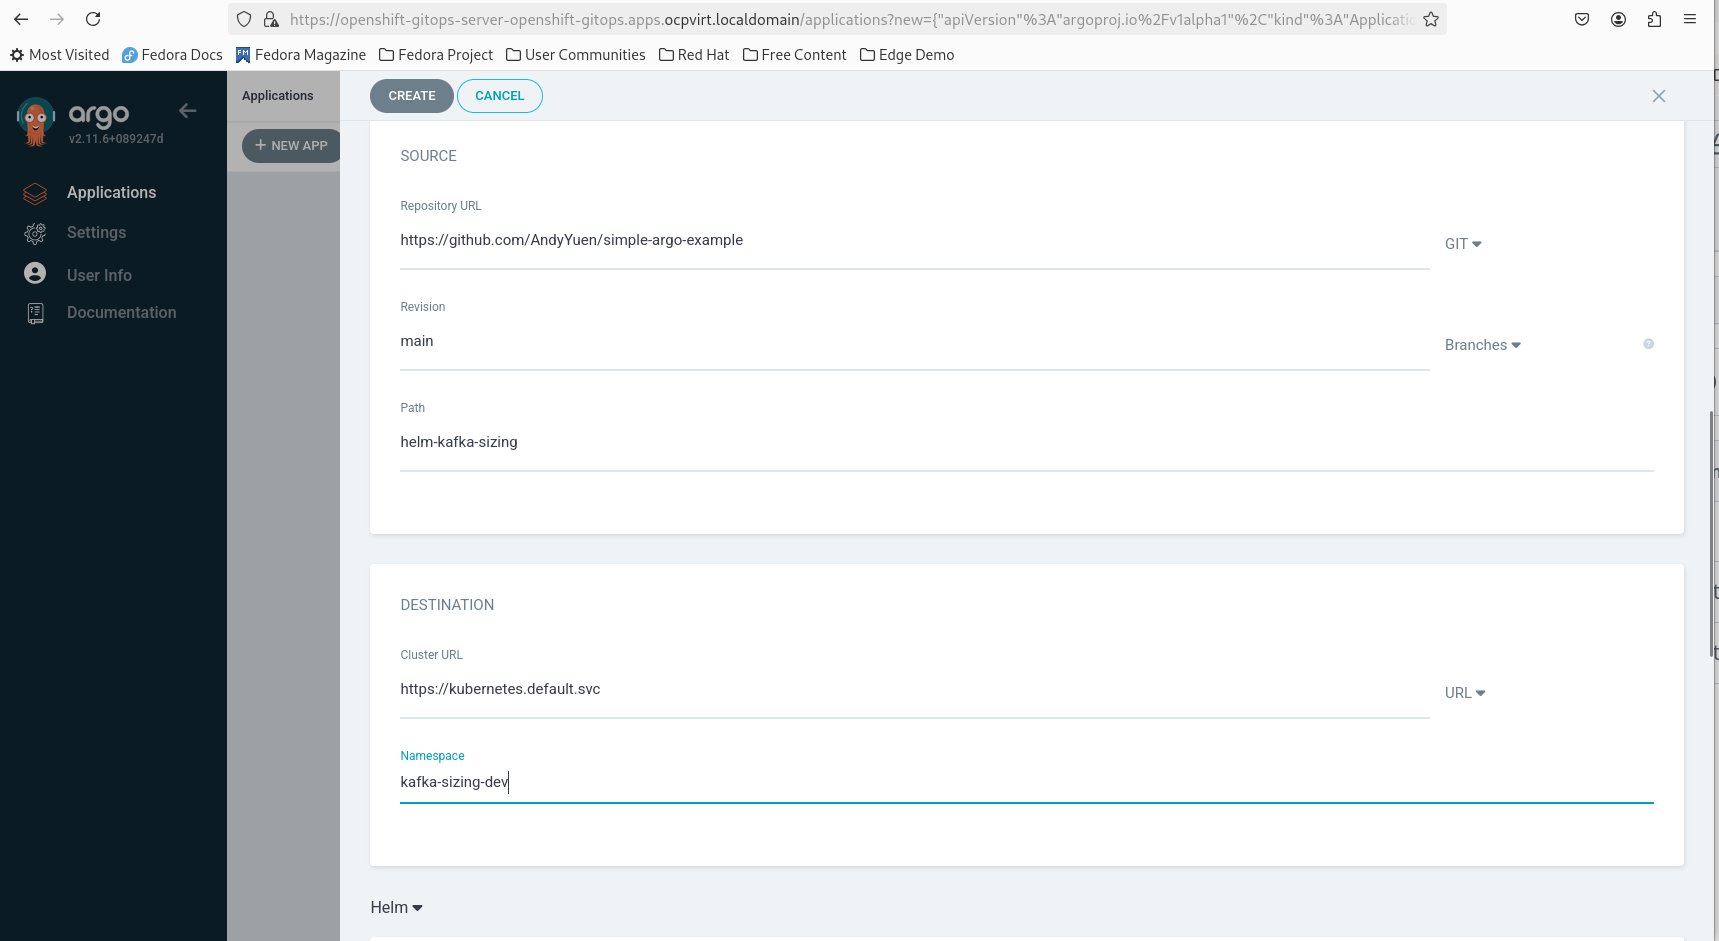 https://openshift-gitops-server-openshift-gitops.apps.ocpvirt.localdomain/applications?new={"apiVersion"%3A"argoproj.io%2Fv1alpha1"%2C"kind"%3A"Applicatio
Most Visited Fedora Docs Fedora Magazine Fedora Project User Communities Red Hat Free Content Edge Demo
argo
v2.11.6+089247d
Applications
Settings
User Info
Documentation
Applications
+ NEW APP
CREATE CANCEL
SOURCE
Repository URL
https://github.com/AndyYuen/simple-argo-example
GIT
Revision
main
Branches
?
Path
helm-kafka-sizing
DESTINATION
Cluster URL
https://kubernetes.default.svc
URL
Namespace
kafka-sizing-dev
Helm